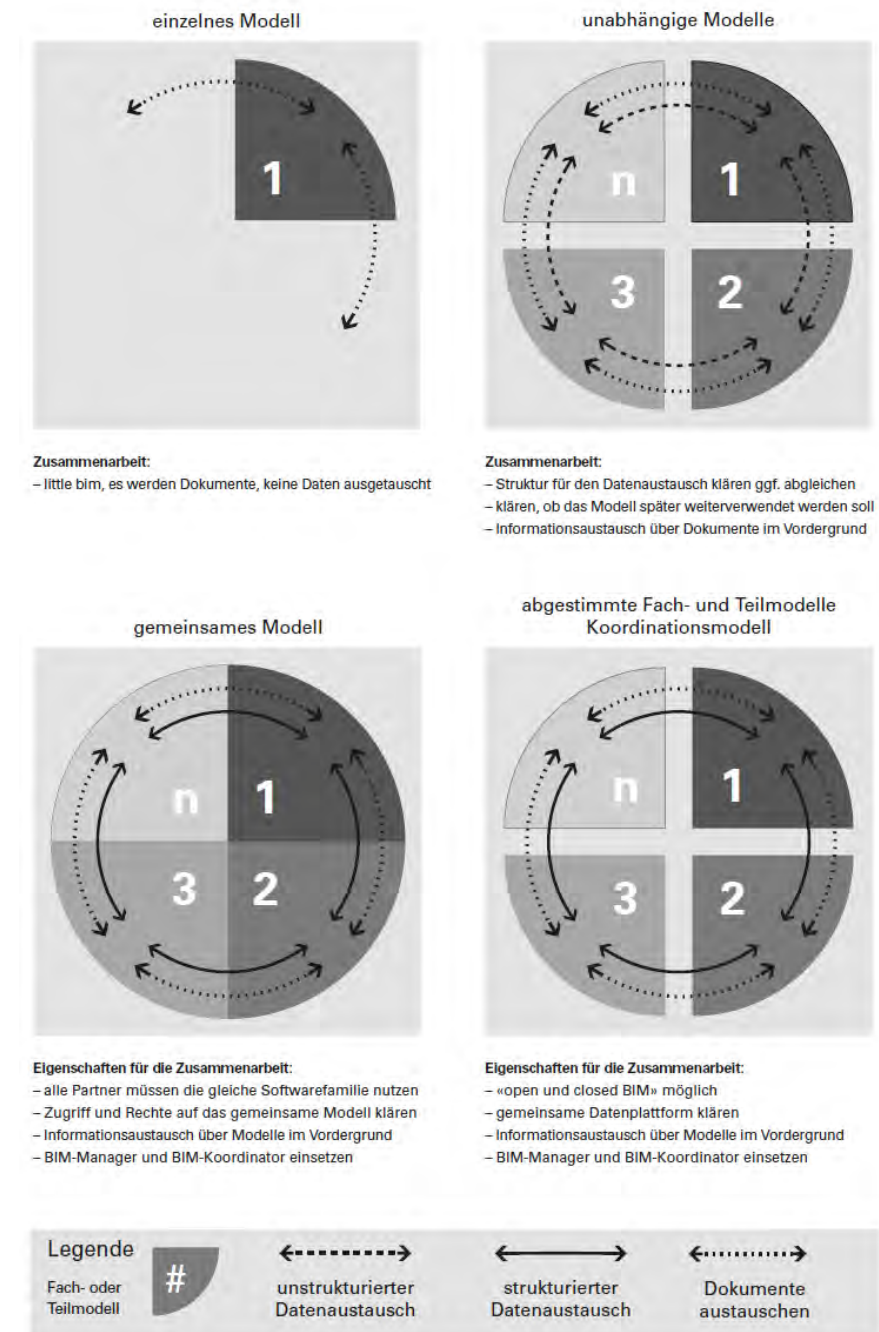 einzelnes Modell
1
Zusammenarbeit:
– little bim, es werden Dokumente, keine Daten ausgetauscht
unabhängige Modelle
n 1
3 2
Zusammenarbeit:
– Struktur für den Datenaustausch klären ggf. abgleichen
– klären, ob das Modell später weiterverwendet werden soll
– Informationsaustausch über Dokumente im Vordergrund
gemeinsames Modell
n 1
3 2
Eigenschaften für die Zusammenarbeit:
– alle Partner müssen die gleiche Softwarefamilie nutzen
– Zugriff und Rechte auf das gemeinsame Modell klären
– Informationsaustausch über Modelle im Vordergrund
– BIM-Manager und BIM-Koordinator einsetzen
abgestimmte Fach- und Teilmodelle
Koordinationsmodell
n 1
3 2
Eigenschaften für die Zusammenarbeit:
– «open und closed BIM» möglich
– gemeinsame Datenplattform klären
– Informationsaustausch über Modelle im Vordergrund
– BIM-Manager und BIM-Koordinator einsetzen
Legende
Fach- oder
Teilmodell
#
unstrukturierter
Datenaustausch
strukturierter
Datenaustausch
Dokumente
austauschen